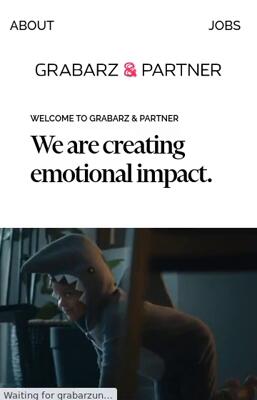 ABOUT
JOBS
GRABARZ & PARTNER
WELCOME TO GRABARZ & PARTNER
We are creating
emotional impact.
Waiting for grabarzun...